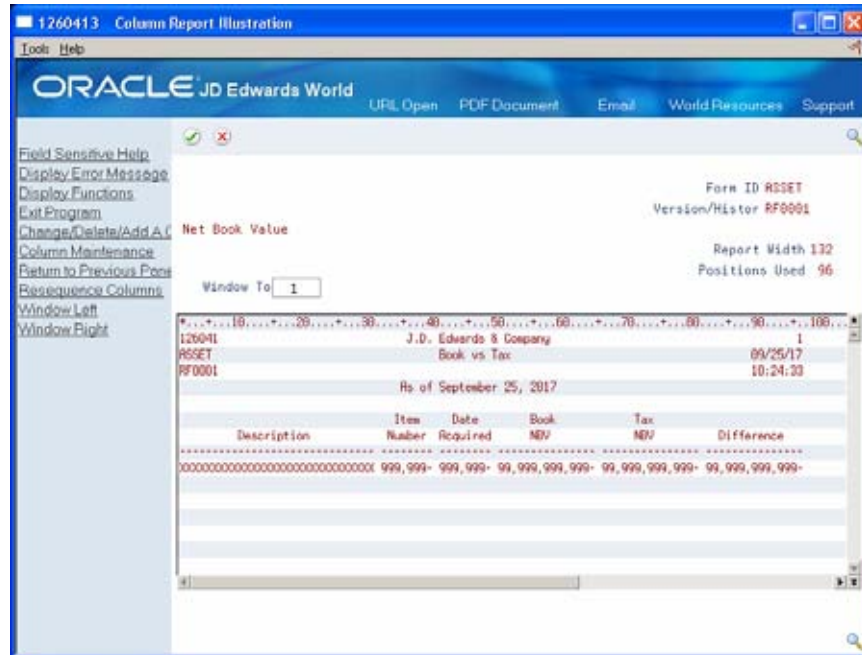 1260413 Column Report Illustration
Tools Help
ORACLE JD Edwards World
URL Open PDF Document Email World Resources Support
Field Sensitive Help
Display Error Message
Display Functions
Exit Program
Change/Delete/Add A C
Column Maintenance
Return to Previous Pane
Resequence Columns
Window Left
Window Right
Form ID ASSET
Version/Histor RF0001
Net Book Value
Report Width 132
Positions Used 96
Window To 1
*...+...10....+...20....+...30....+...40....+...50....+...60....+...70....+...80....+...90....+..100...
126041 J.D. Edwards & Company 1
ASSET Book vs Tax 09/25/17
RF0001 10:24:33
As of September 25, 2017
Item Date Book Tax
Description Number Acquired NBV NBV Difference
XXXXXXXXXXXXXXXXXXXXXXXXXXXXXX 999,999- 999,999- 99,999,999,999- 99,999,999,999- 99,999,999,999-